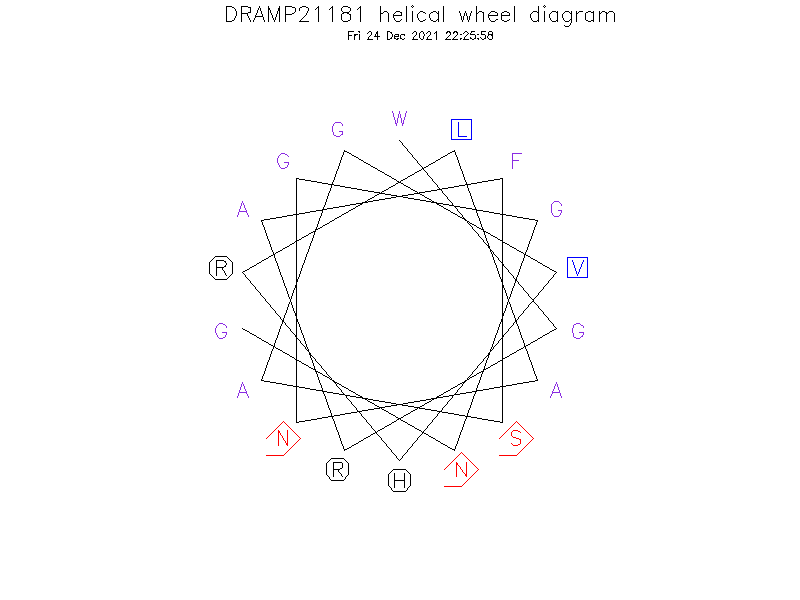 DRAMP21181 helical wheel diagram
Fri 24 Dec 2021 22:25:58
W
G L
G F
A G
R V
G G
A A
N S
R N
H